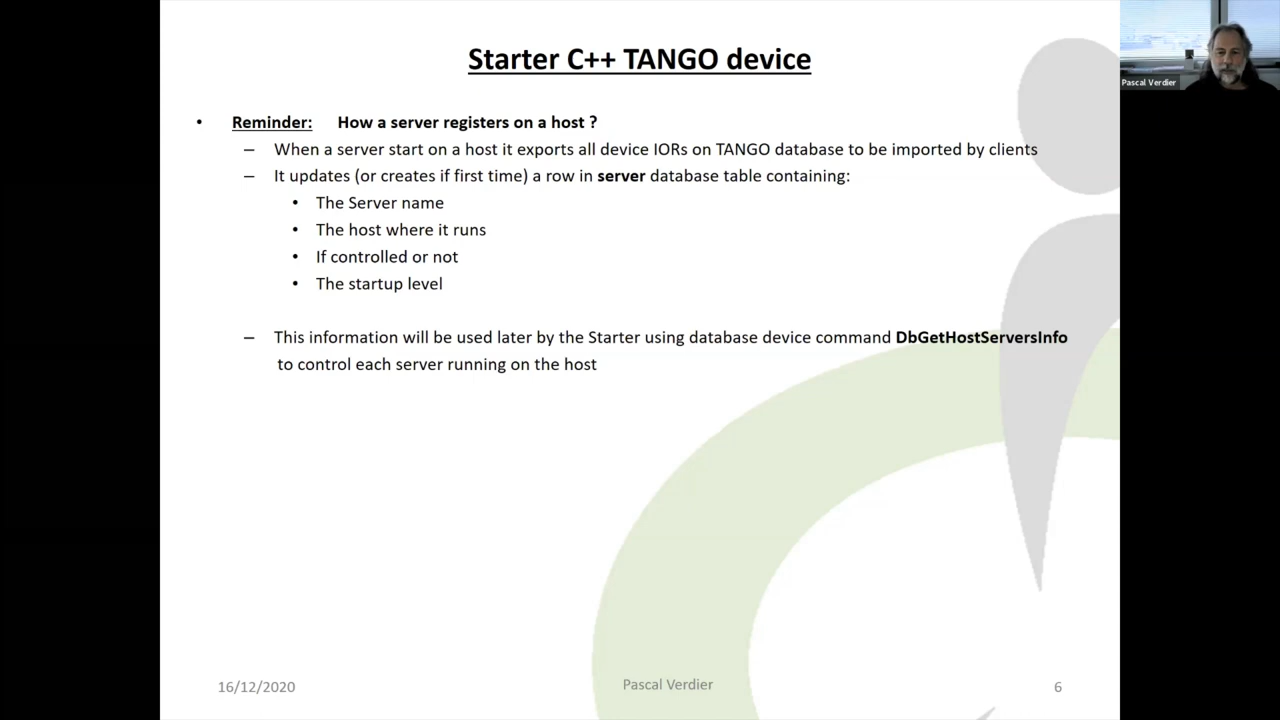 Starter C++ TANGO device
Pascal Verdier
• Reminder: How a server registers on a host ?
– When a server start on a host it exports all device IORs on TANGO database to be imported by clients
– It updates (or creates if first time) a row in server database table containing:
• The Server name
• The host where it runs
• If controlled or not
• The startup level
– This information will be used later by the Starter using database device command DbGetHostServersInfo
to control each server running on the host
16/12/2020
Pascal Verdier
6